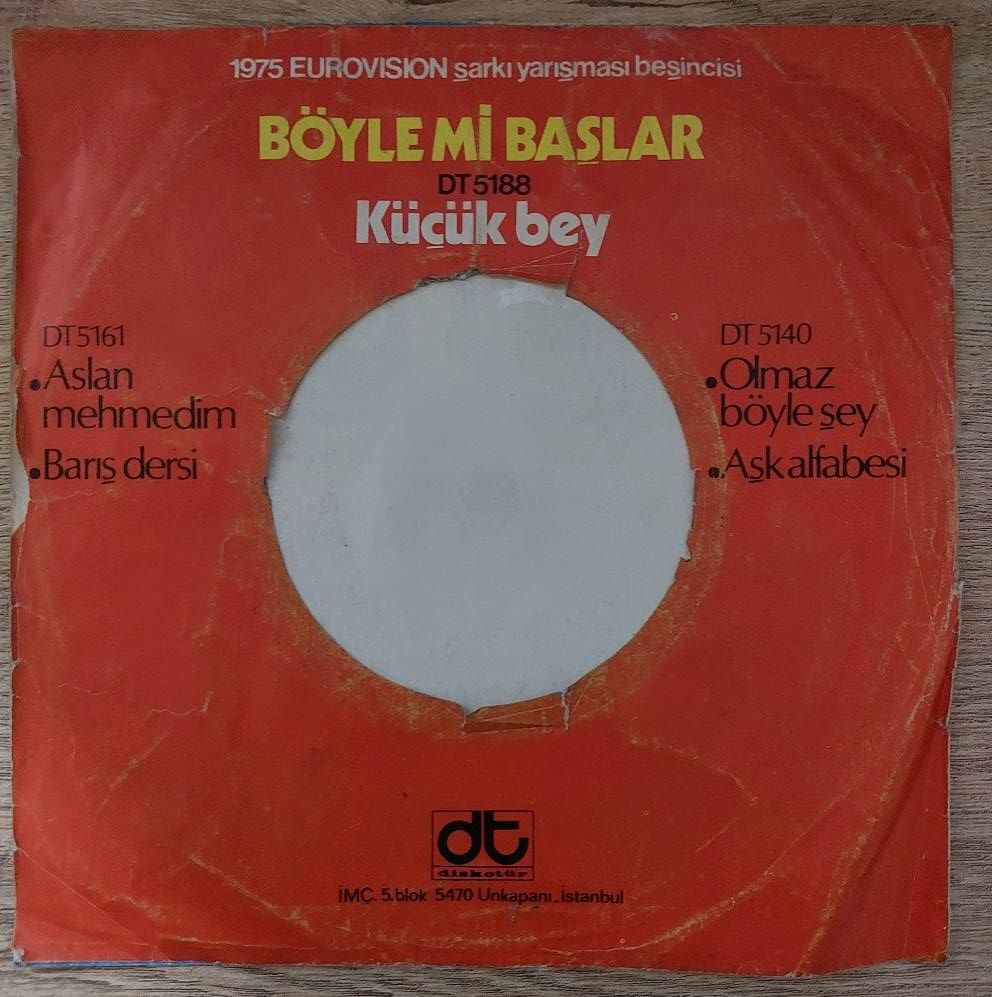 1975 EUROVISION şarkı yarışması beşincisi
BÖYLE Mİ BAŞLAR
DT 5188
Küçük bey
DT 5161
• Aslan
mehmedim
• Barış dersi
DT 5140
• Olmaz
böyle şey
• Aşk alfabesi
dt
diskotür
İMÇ. 5.blok 5470 Unkapanı.İstanbul